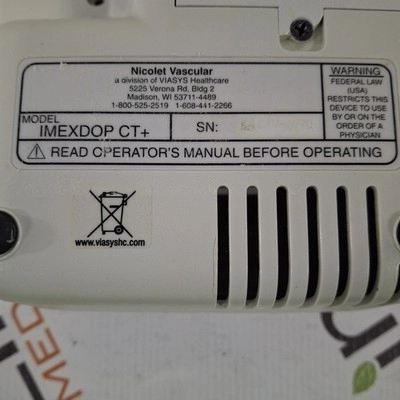 Nicolet Vascular
a division of VIASYS Healthcare
5225 Verona Rd, Bldg 2
Madison, WI 53711-4489
1-800-525-2519 1-608-441-2266
WARNING
FEDERAL LAW
(USA)
RESTRICTS THIS
DEVICE TO USE
BY OR ON THE
ORDER OF A
PHYSICIAN
MODEL
IMEXDOP CT+
SN:
READ OPERATOR'S MANUAL BEFORE OPERATING
www.viasyshc.com
MED